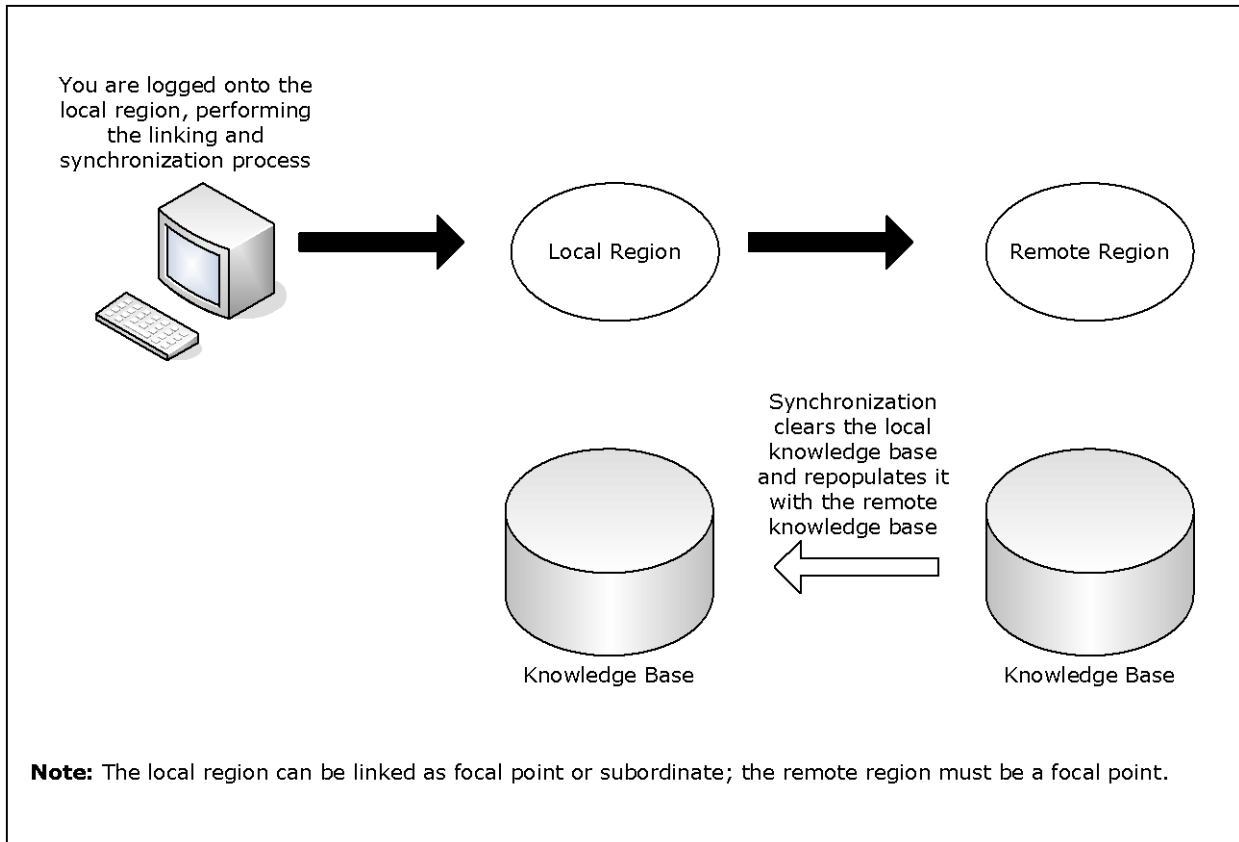 You are logged onto the
local region, performing
the linking and
synchronization process
Local Region
Remote Region
Synchronization
clears the local
knowledge base
and repopulates it
with the remote
knowledge base
Knowledge Base
Knowledge Base
Note: The local region can be linked as focal point or subordinate; the remote region must be a focal point.